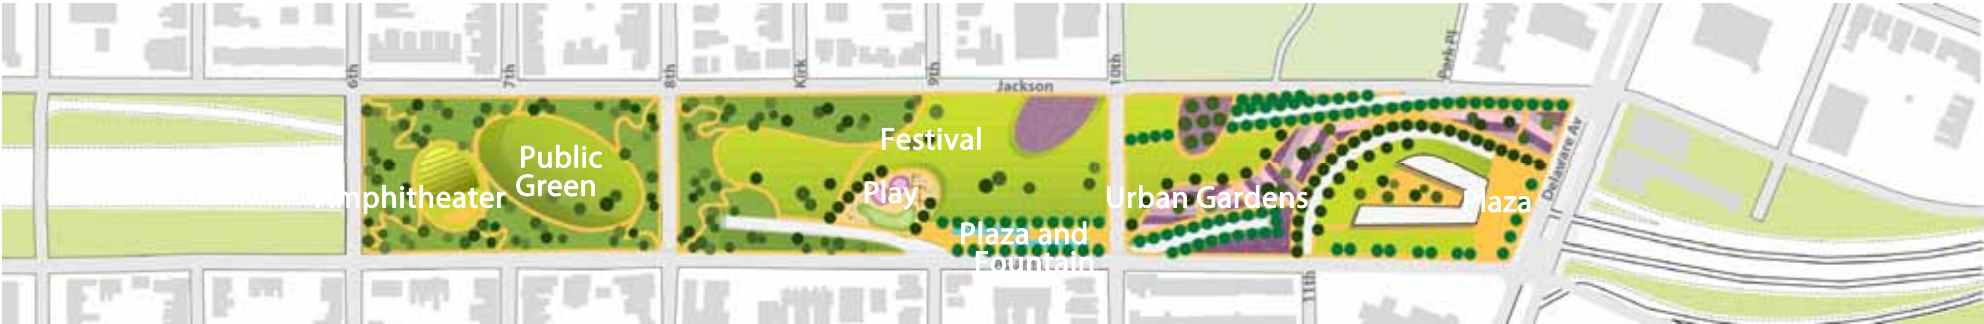 6th
7th
8th
Kirk
9th
10th
Park Pl
Jackson
Delaware Av
11th
Amphitheater
Public
Green
Festival
Play
Plaza and
Fountain
Urban Gardens
Plaza